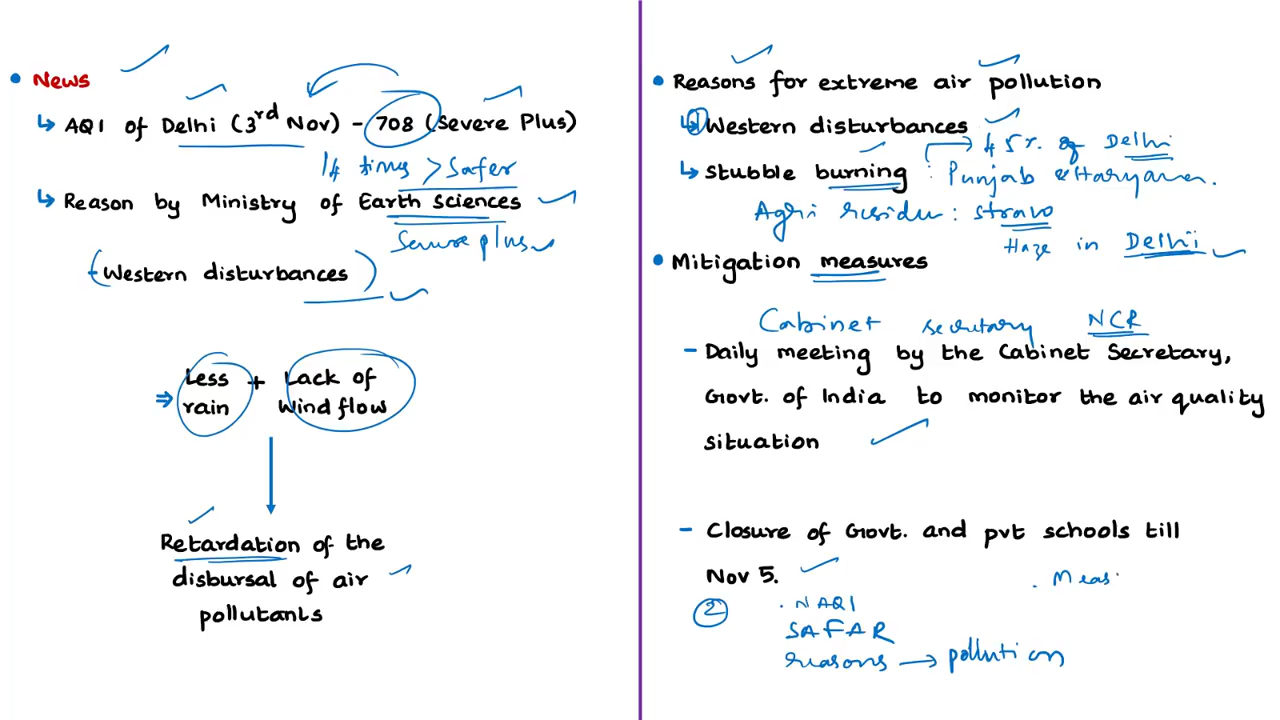 News
AQI of Delhi (3rd Nov) - 708 (Severe Plus)
14 times > Safer
Reason by Ministry of Earth sciences
Severe plus
(Western disturbances)
⇒ Less rain + Lack of wind flow
Retardation of the
disbursal of air
pollutants
Reasons for extreme air pollution
① Western disturbances
Stubble burning : Punjab & Haryana.
→ 45 r. of Delhi
Agri residue : straw
Haze in Delhi
Mitigation measures
Cabinet secretary NCR
- Daily meeting by the Cabinet Secretary,
Govt. of India to monitor the air quality
situation
- Closure of Govt. and pvt schools till
Nov 5.
. Meas
② . NAQI
SAFAR
reasons → pollution